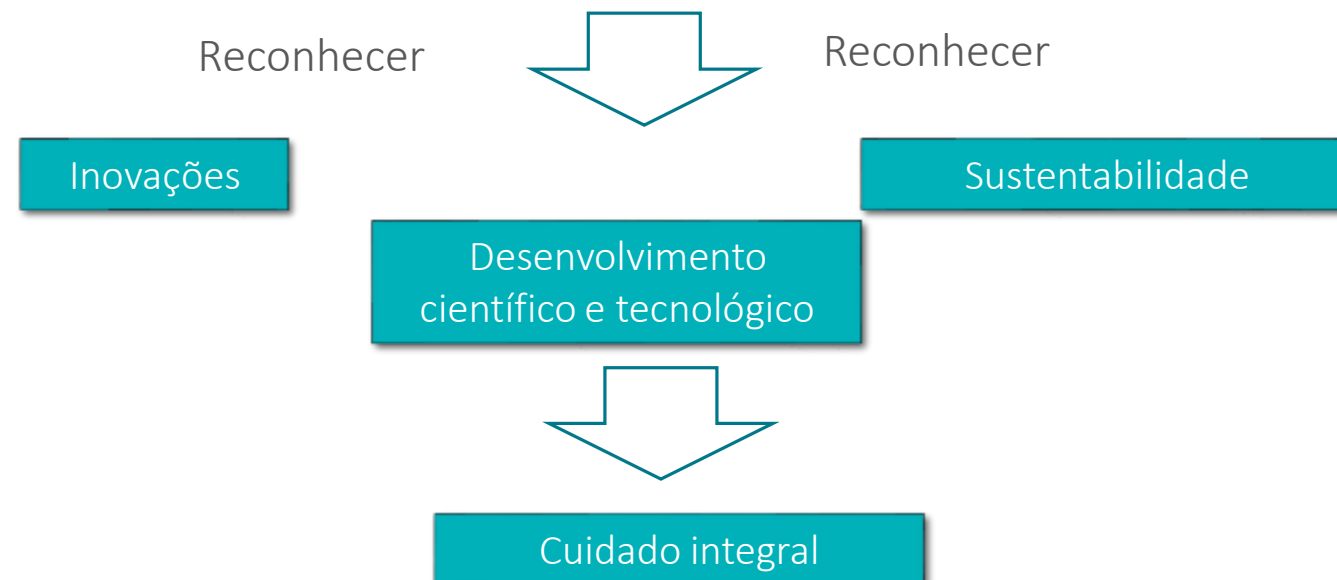 Reconhecer
Reconhecer
Inovações
Sustentabilidade
Desenvolvimento
científico e tecnológico
Cuidado integral